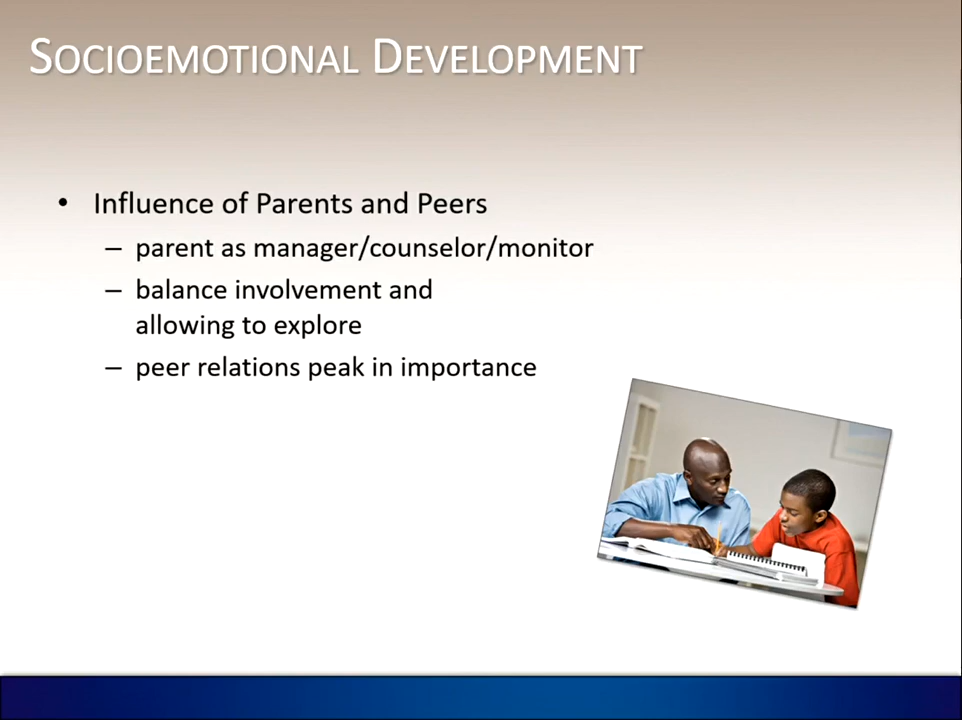 SOCIOEMOTIONAL DEVELOPMENT
• Influence of Parents and Peers
– parent as manager/counselor/monitor
– balance involvement and
allowing to explore
– peer relations peak in importance